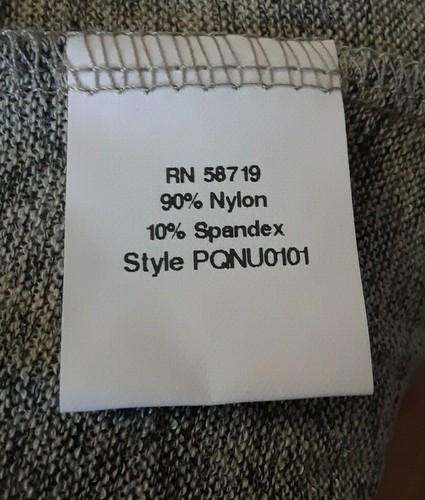 RN 58719
90% Nylon
10% Spandex
Style PQNU0101